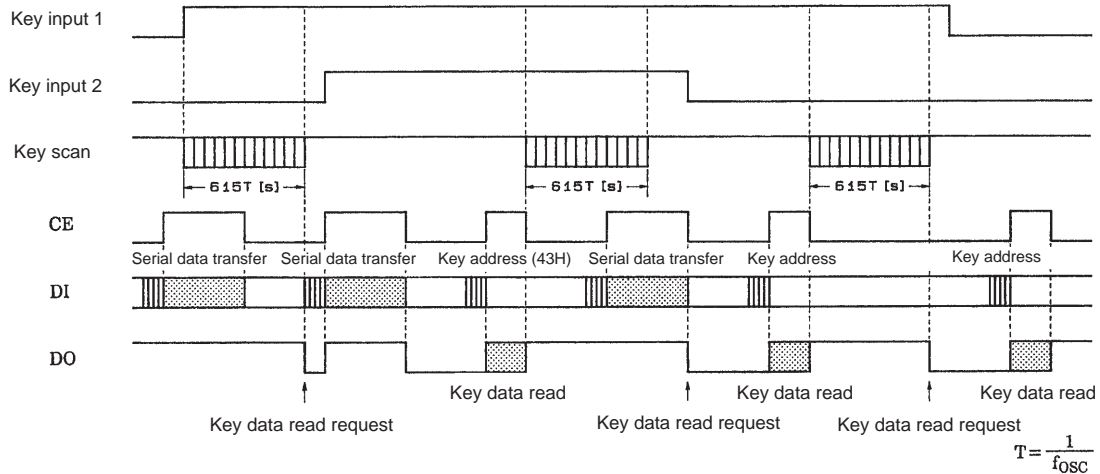 Key input 1
Key input 2
Key scan
615T [s] 615T [s] 615T [s]
CE
Serial data transfer Serial data transfer Key address (43H) Serial data transfer Key address Key address
DI
DO
Key data read Key data read Key data read
Key data read request Key data read request Key data read request
T = 1 / fOSC